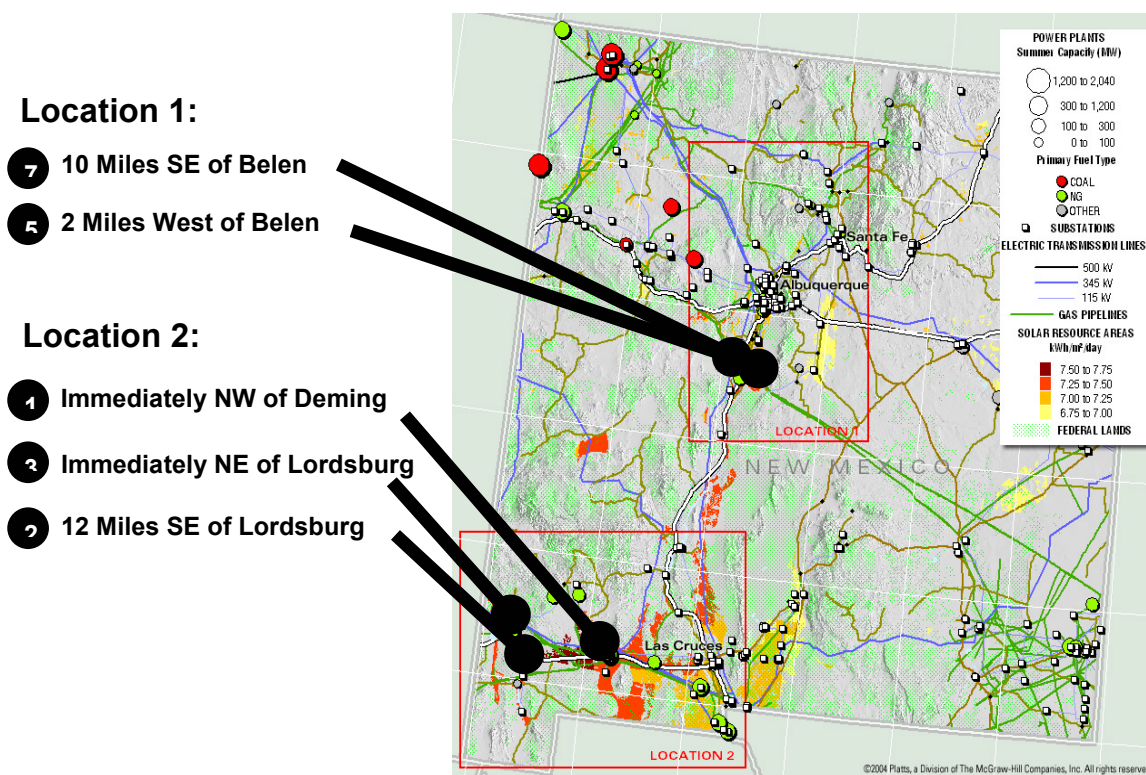 Location 1:
7 10 Miles SE of Belen
5 2 Miles West of Belen
Location 2:
1 Immediately NW of Deming
3 Immediately NE of Lordsburg
2 12 Miles SE of Lordsburg
Santa Fe
Albuquerque
LOCATION 1
NEW MEXICO
Las Cruces
LOCATION 2
POWER PLANTS
Summer Capacity (MW)
1,200 to 2,040
300 to 1,200
100 to 300
0 to 100
Primary Fuel Type
COAL
NG
OTHER
SUBSTATIONS
ELECTRIC TRANSMISSION LINES
500 kV
345 kV
115 kV
GAS PIPELINES
SOLAR RESOURCE AREAS
kWh/m²/day
7.50 to 7.75
7.25 to 7.50
7.00 to 7.25
6.75 to 7.00
FEDERAL LANDS
©2004 Platts, a Division of The McGraw-Hill Companies, Inc. All rights reserve